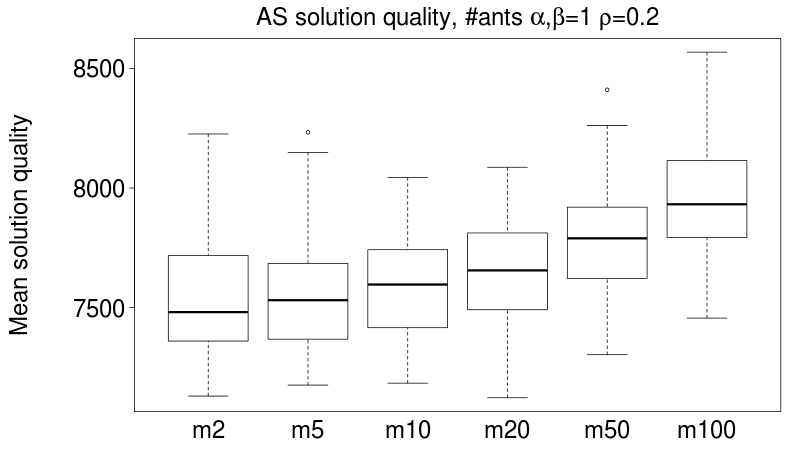 AS solution quality, #ants α,β=1 ρ=0.2
Mean solution quality
8500
8000
7500
m2 m5 m10 m20 m50 m100